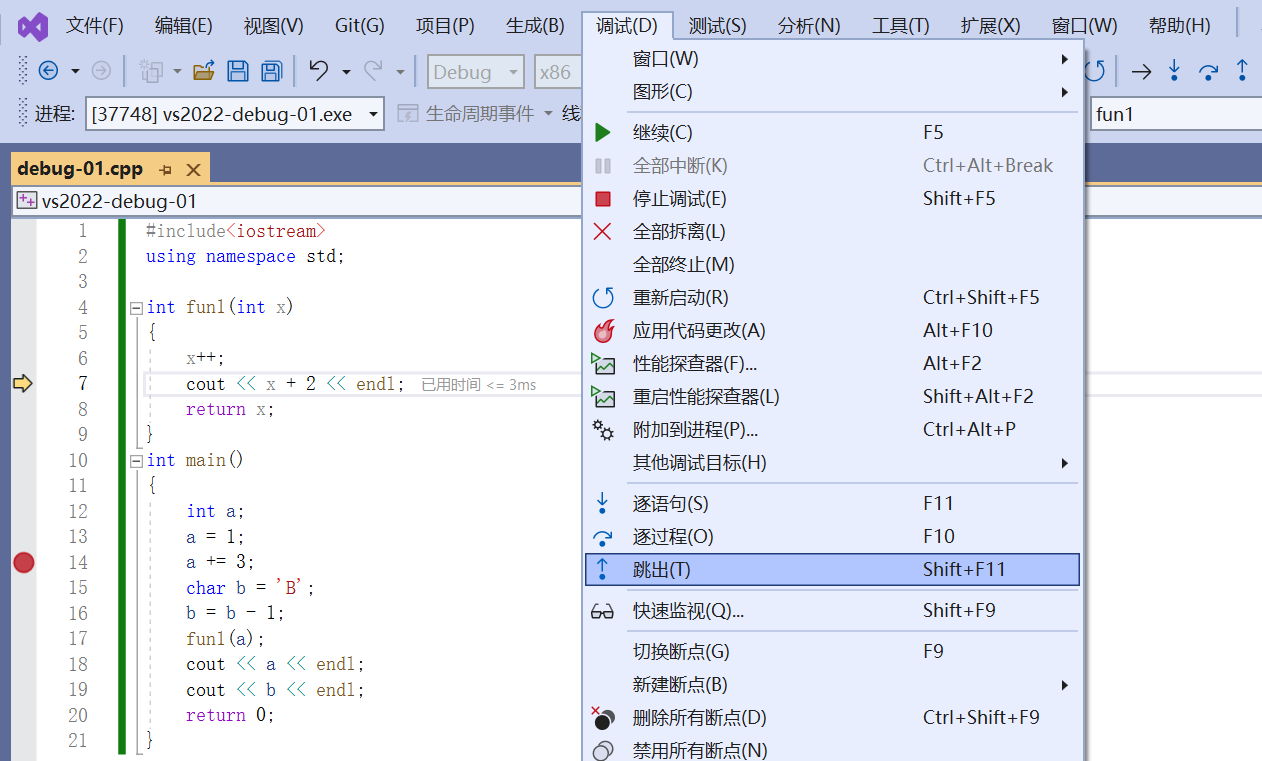 文件(F) 编辑(E) 视图(V) Git(G) 项目(P) 生成(B) 调试(D) 测试(S) 分析(N) 工具(T) 扩展(X) 窗口(W) 帮助(H)
Debug x86
进程: [37748] vs2022-debug-01.exe 生命周期事件 线 fun1
debug-01.cpp
vs2022-debug-01
1 #include<iostream>
2 using namespace std;
3
4 int fun1(int x)
5 {
6 x++;
7 cout << x + 2 << endl; 已用时间 <= 3ms
8 return x;
9 }
10 int main()
11 {
12 int a;
13 a = 1;
14 a += 3;
15 char b = 'B';
16 b = b - 1;
17 fun1(a);
18 cout << a << endl;
19 cout << b << endl;
20 return 0;
21 }
窗口(W)
图形(C)
继续(C) F5
全部中断(K) Ctrl+Alt+Break
停止调试(E) Shift+F5
全部拆离(L)
全部终止(M)
重新启动(R) Ctrl+Shift+F5
应用代码更改(A) Alt+F10
性能探查器(F)... Alt+F2
重启性能探查器(L) Shift+Alt+F2
附加到进程(P)... Ctrl+Alt+P
其他调试目标(H)
逐语句(S) F11
逐过程(O) F10
跳出(T) Shift+F11
快速监视(Q)... Shift+F9
切换断点(G) F9
新建断点(B)
删除所有断点(D) Ctrl+Shift+F9
禁用所有断点(N)